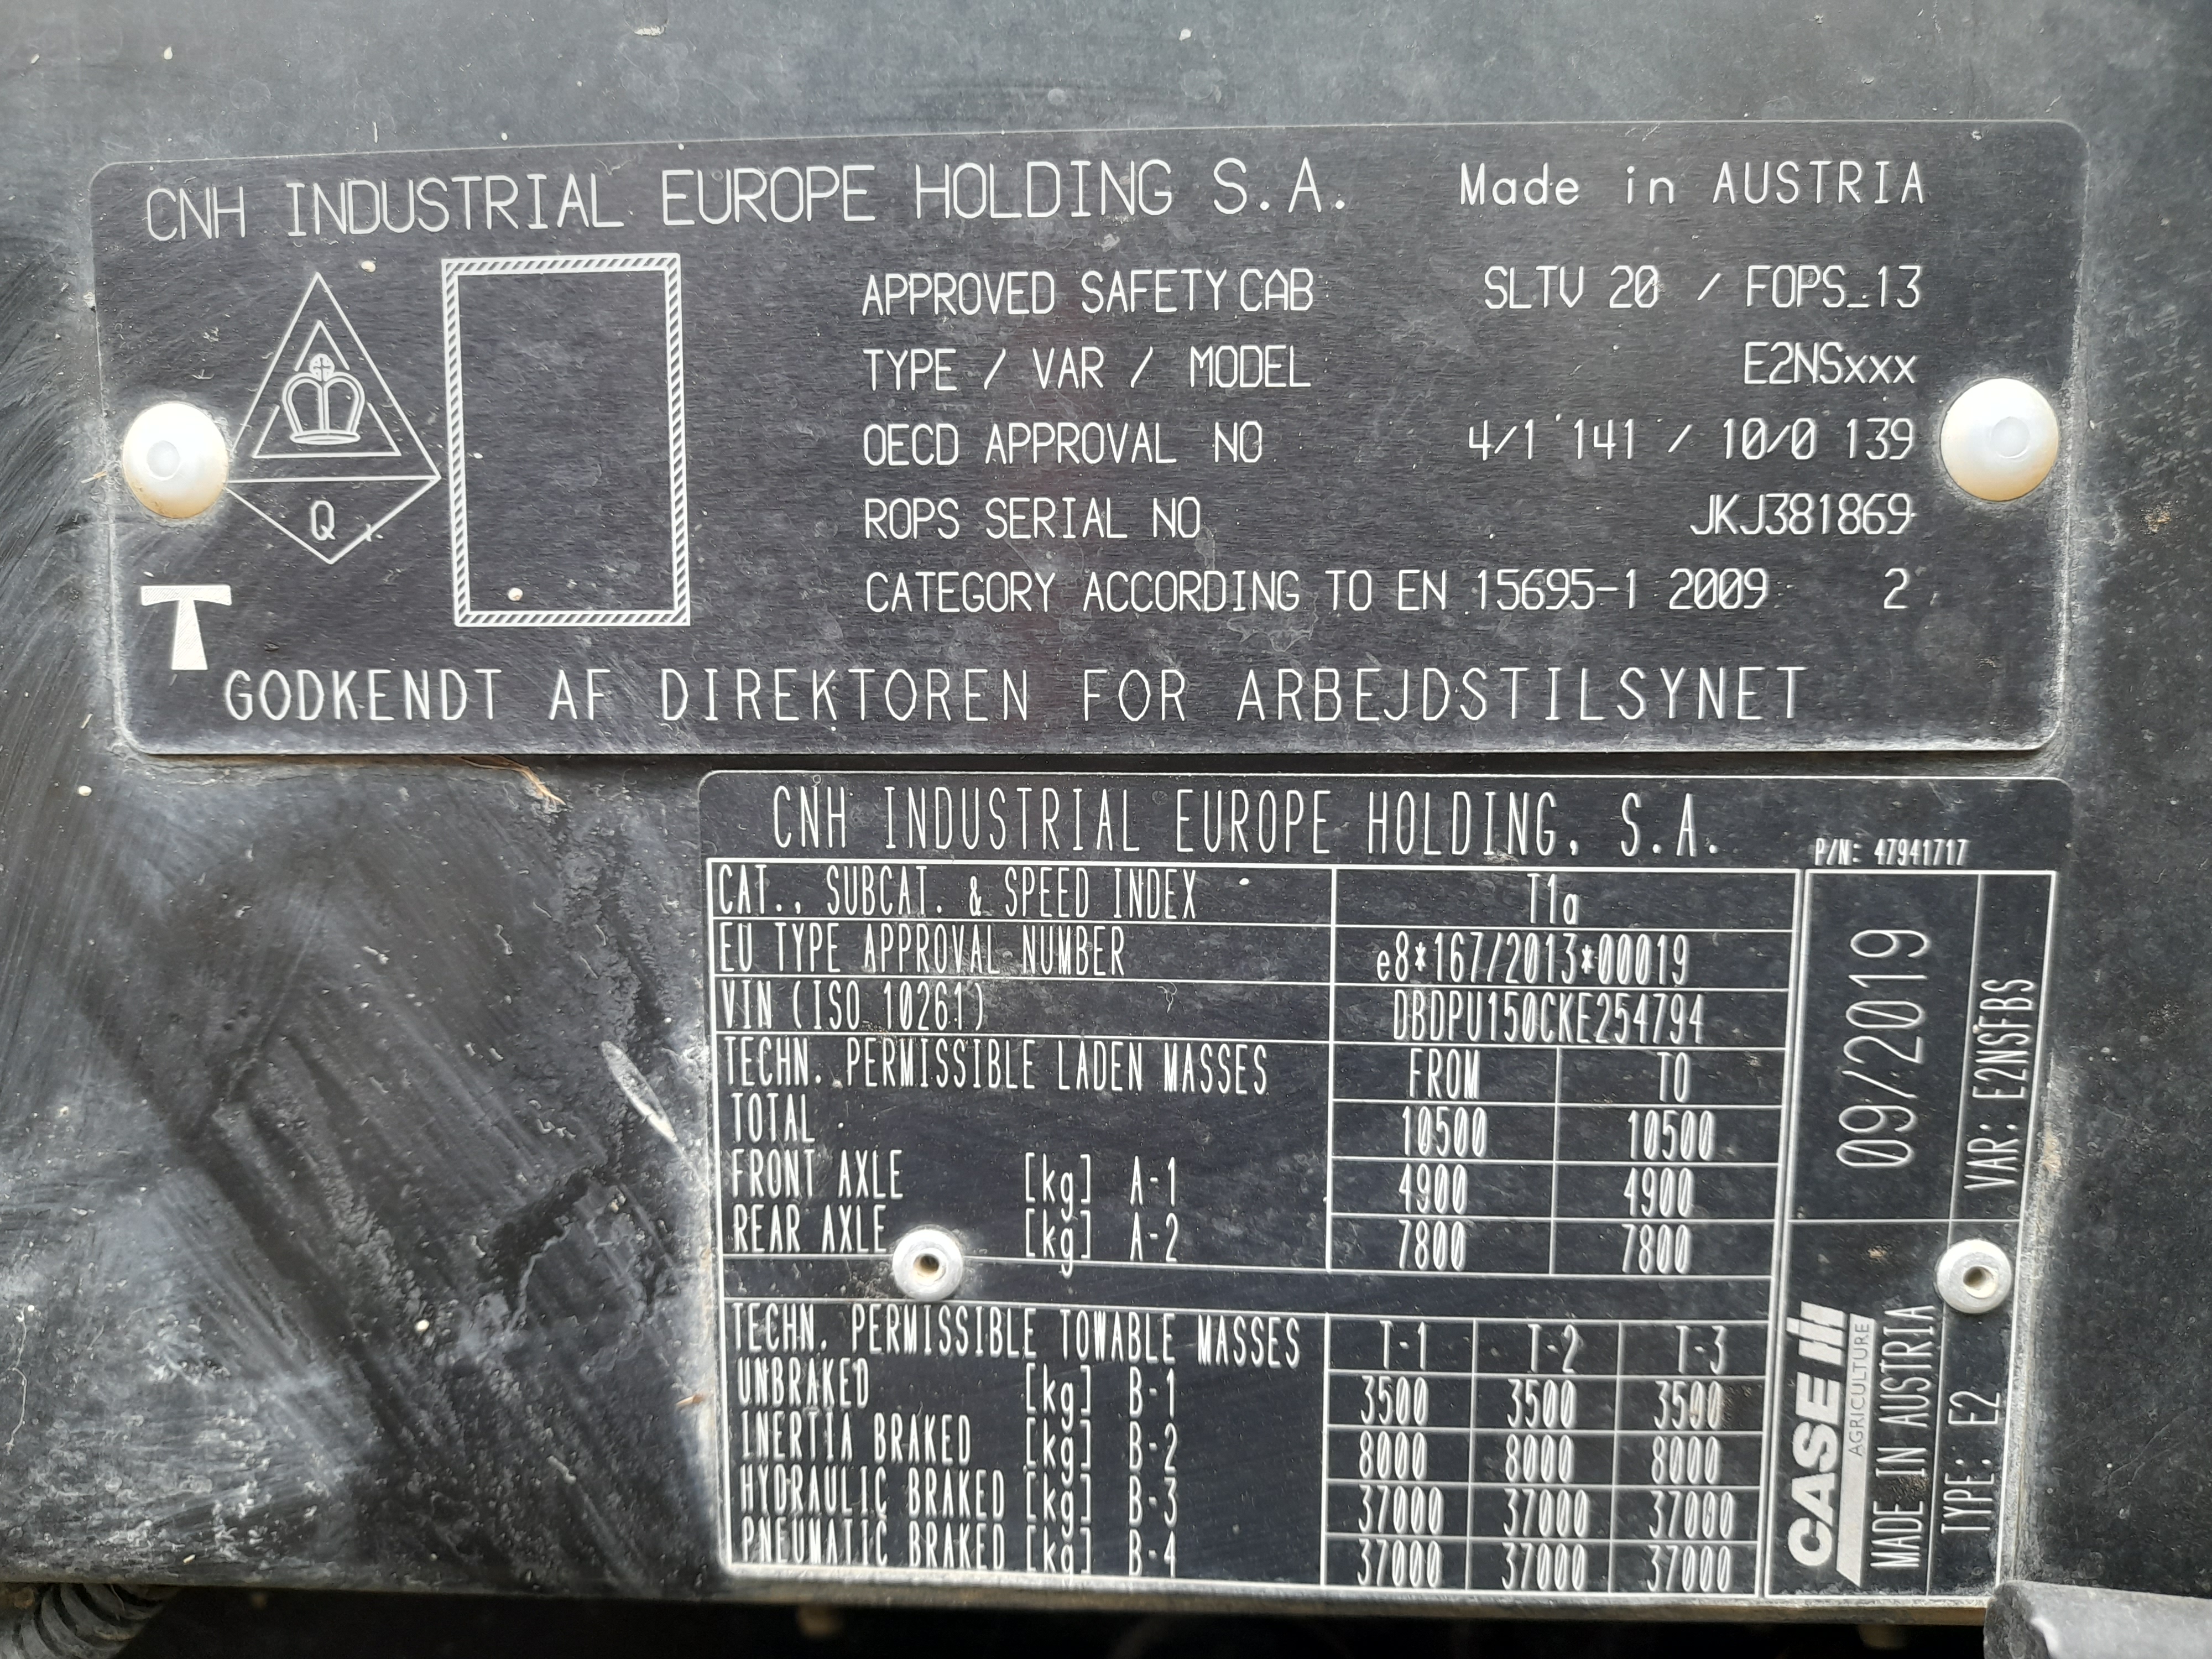 CNH INDUSTRIAL EUROPE HOLDING S.A. Made in AUSTRIA
APPROVED SAFETY CAB SLTV 20 / FOPS_13
TYPE / VAR / MODEL E2NSxxx
OECD APPROVAL NO 4/1 141 / 10/0 139
ROPS SERIAL NO JKJ381869
CATEGORY ACCORDING TO EN 15695-1 2009 2
Q
T
GODKENDT AF DIREKTOREN FOR ARBEJDSTILSYNET
CNH INDUSTRIAL EUROPE HOLDING, S.A.
P/N: 47941717
CAT., SUBCAT. & SPEED INDEX T1a
EU TYPE APPROVAL NUMBER e8*167/2013*00019
VIN (ISO 10261) DBDPU150CKE254794
TECHN. PERMISSIBLE LADEN MASSES FROM TO
TOTAL 10500 10500
FRONT AXLE [kg] A-1 4900 4900
REAR AXLE [kg] A-2 7800 7800
TECHN. PERMISSIBLE TOWABLE MASSES T-1 T-2 T-3
UNBRAKED [kg] B-1 3500 3500 3500
INERTIA BRAKED [kg] B-2 8000 8000 8000
HYDRAULIC BRAKED [kg] B-3 37000 37000 37000
PNEUMATIC BRAKED [kg] B-4 37000 37000 37000
09/2019
VAR: E2NSFBS
CASE IH
AGRICULTURE
MADE IN AUSTRIA
TYPE: E2